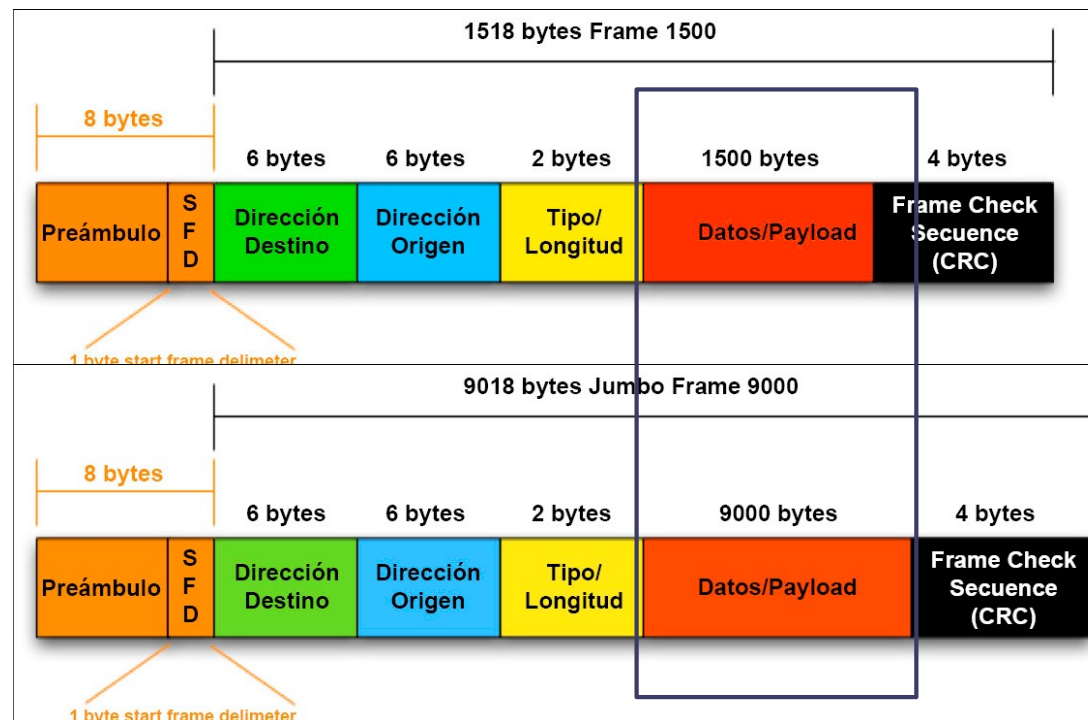 1518 bytes Frame 1500
8 bytes
6 bytes 6 bytes 2 bytes 1500 bytes 4 bytes
Preámbulo
S
F
D
Dirección
Destino
Dirección
Origen
Tipo/
Longitud
Datos/Payload
Frame Check
Secuence
(CRC)
1 byte start frame delimeter
9018 bytes Jumbo Frame 9000
8 bytes
6 bytes 6 bytes 2 bytes 9000 bytes 4 bytes
Preámbulo
S
F
D
Dirección
Destino
Dirección
Origen
Tipo/
Longitud
Datos/Payload
Frame Check
Secuence
(CRC)
1 byte start frame delimeter